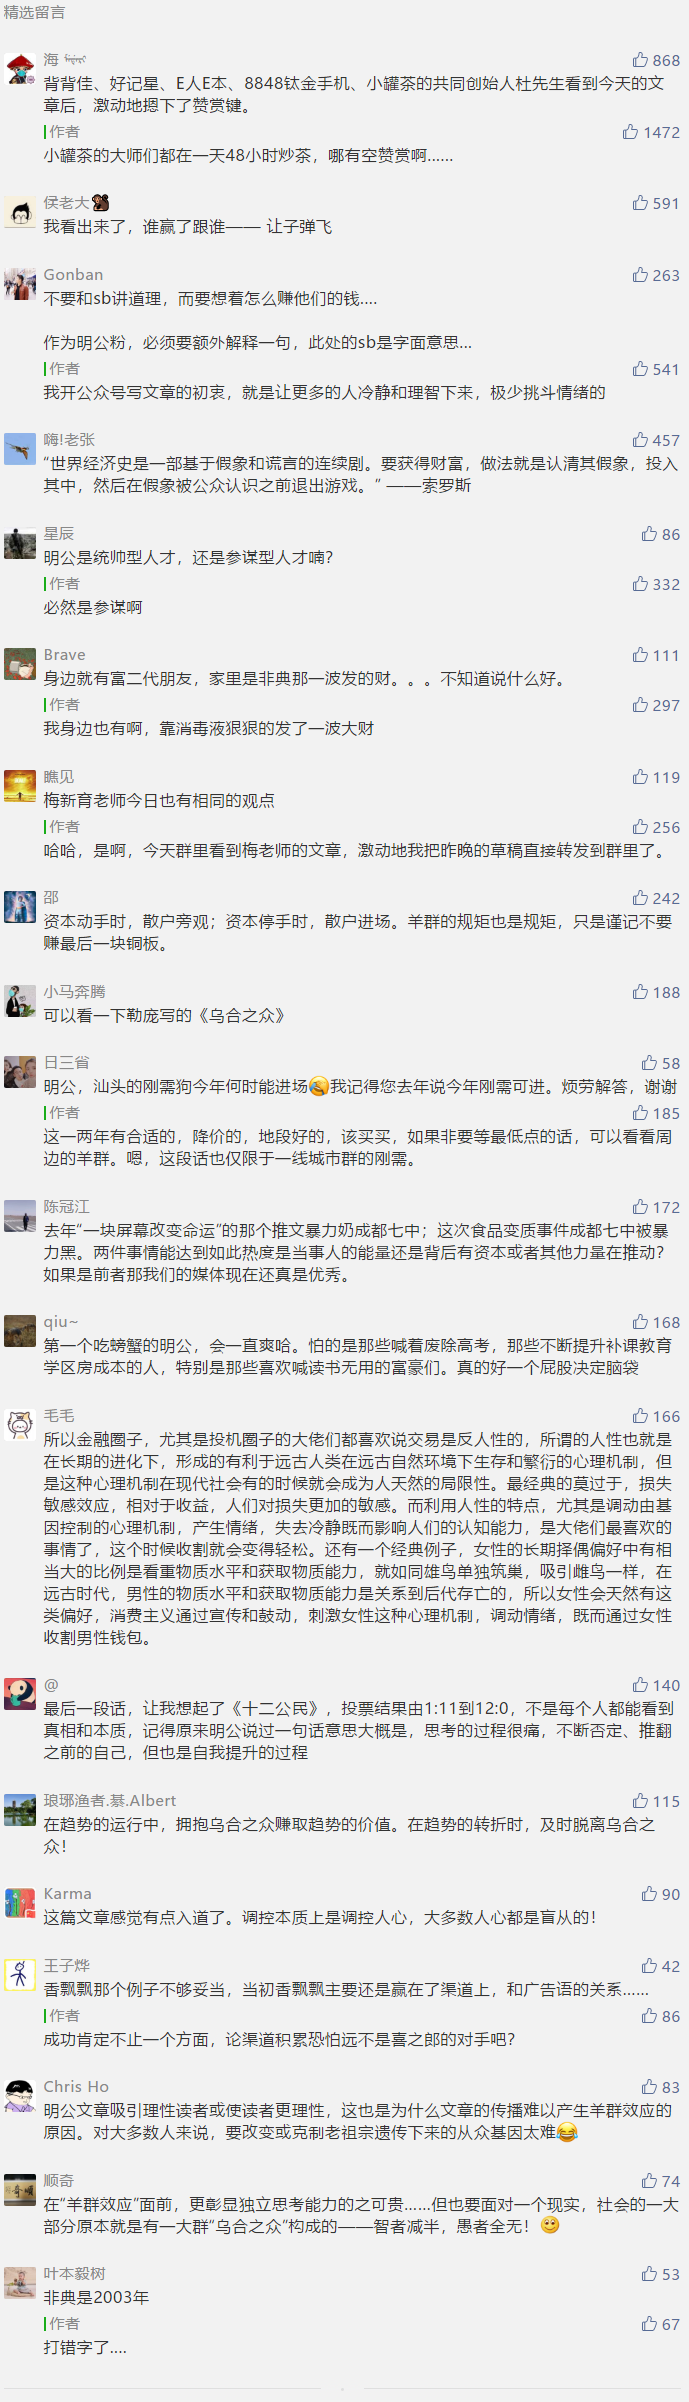 精选留言
海
868
背背佳、好记星、E人E本、8848钛金手机、小罐茶的共同创始人杜先生看到今天的文
章后，激动地摁下了赞赏键。
作者
1472
小罐茶的大师们都在一天48小时炒茶，哪有空赞赏啊……
侯老大
591
我看出来了，谁赢了跟谁—— 让子弹飞
Gonban
263
不要和sb讲道理，而要想着怎么赚他们的钱....
作为明公粉，必须要额外解释一句，此处的sb是字面意思...
作者
541
我开公众号写文章的初衷，就是让更多的人冷静和理智下来，极少挑斗情绪的
嗨!老张
457
“世界经济史是一部基于假象和谎言的连续剧。要获得财富，做法就是认清其假象，投入
其中，然后在假象被公众认识之前退出游戏。” ——索罗斯
星辰
86
明公是统帅型人才，还是参谋型人才喃？
作者
332
必然是参谋啊
Brave
111
身边就有富二代朋友，家里是非典那一波发的财。。。不知道说什么好。
作者
297
我身边也有啊，靠消毒液狠狠的发了一波大财
瞧见
119
梅新育老师今日也有相同的观点
作者
256
哈哈，是啊，今天群里看到梅老师的文章，激动地我把昨晚的草稿直接转发到群里了。
邵
242
资本动手时，散户旁观；资本停手时，散户进场。羊群的规矩也是规矩，只是谨记不要
赚最后一块铜板。
小马奔腾
188
可以看一下勒庞写的《乌合之众》
日三省
58
明公，汕头的刚需狗今年何时能进场😹我记得您去年说今年刚需可进。烦劳解答，谢谢
作者
185
这一两年有合适的，降价的，地段好的，该买买，如果非要等最低点的话，可以看看周
边的羊群。嗯，这段话也仅限于一线城市群的刚需。
陈冠江
172
去年“一块屏幕改变命运”的那个推文暴力奶成都七中；这次食品变质事件成都七中被暴
力黑。两件事情能达到如此热度是当事人的能量还是背后有资本或者其他力量在推动？
如果是前者那我们的媒体现在还真是优秀。
qiu~
168
第一个吃螃蟹的明公，会一直爽哈。怕的是那些喊着废除高考，那些不断提升补课教育
学区房成本的人，特别是那些喜欢喊读书无用的富豪们。真的好一个屁股决定脑袋
毛毛
166
所以金融圈子，尤其是投机圈子的大佬们都喜欢说交易是反人性的，所谓的人性也就是
在长期的进化下，形成的有利于远古人类在远古自然环境下生存和繁衍的心理机制，但
是这种心理机制在现代社会有的时候就会成为人天然的局限性。最经典的莫过于，损失
敏感效应，相对于收益，人们对损失更加的敏感。而利用人性的特点，尤其是调动由基
因控制的心理机制，产生情绪，失去冷静既而影响人们的认知能力，是大佬们最喜欢的
事情了，这个时候收割就会变得轻松。还有一个经典例子，女性的长期择偶偏好中有相
当大的比例是看重物质水平和获取物质能力，就如同雄鸟单独筑巢，吸引雌鸟一样，在
远古时代，男性的物质水平和获取物质能力是关系到后代存亡的，所以女性会天然有这
类偏好，消费主义通过宣传和鼓动，刺激女性这种心理机制，调动情绪，既而通过女性
收割男性钱包。
@
140
最后一段话，让我想起了《十二公民》，投票结果由1:11到12:0，不是每个人都能看到
真相和本质，记得原来明公说过一句话意思大概是，思考的过程很痛，不断否定、推翻
之前的自己，但也是自我提升的过程
琅琊渔者.綦.Albert
115
在趋势的运行中，拥抱乌合之众赚取趋势的价值。在趋势的转折时，及时脱离乌合之
众！
Karma
90
这篇文章感觉有点入道了。调控本质上是调控人心，大多数人心都是盲从的！
王子烨
42
香飘飘那个例子不够妥当，当初香飘飘主要还是赢在了渠道上，和广告语的关系……
作者
86
成功肯定不止一个方面，论渠道积累恐怕远不是喜之郎的对手吧？
Chris Ho
83
明公文章吸引理性读者或使读者更理性，这也是为什么文章的传播难以产生羊群效应的
原因。对大多数人来说，要改变或克制老祖宗遗传下来的从众基因太难😂
顺奇
74
在“羊群效应”面前，更彰显独立思考能力的之可贵……但也要面对一个现实，社会的一大
部分原本就是有一大群“乌合之众”构成的——智者减半，愚者全无！🙂
叶本毅树
53
非典是2003年
作者
67
打错字了....